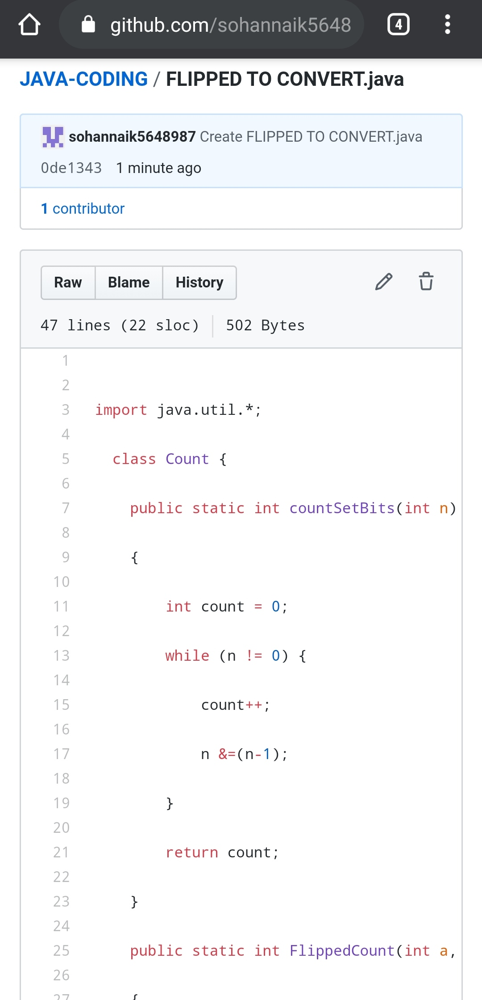 github.com/sohannaik5648
4
JAVA-CODING / FLIPPED TO CONVERT.java
sohannaik5648987 Create FLIPPED TO CONVERT.java
0de1343 1 minute ago
1 contributor
Raw Blame History
47 lines (22 sloc) 502 Bytes
1
2
3 import java.util.*;
4
5 class Count {
6
7 public static int countSetBits(int n)
8
9 {
10
11 int count = 0;
12
13 while (n != 0) {
14
15 count++;
16
17 n &=(n-1);
18
19 }
20
21 return count;
22
23 }
24
25 public static int FlippedCount(int a,
26
27 {